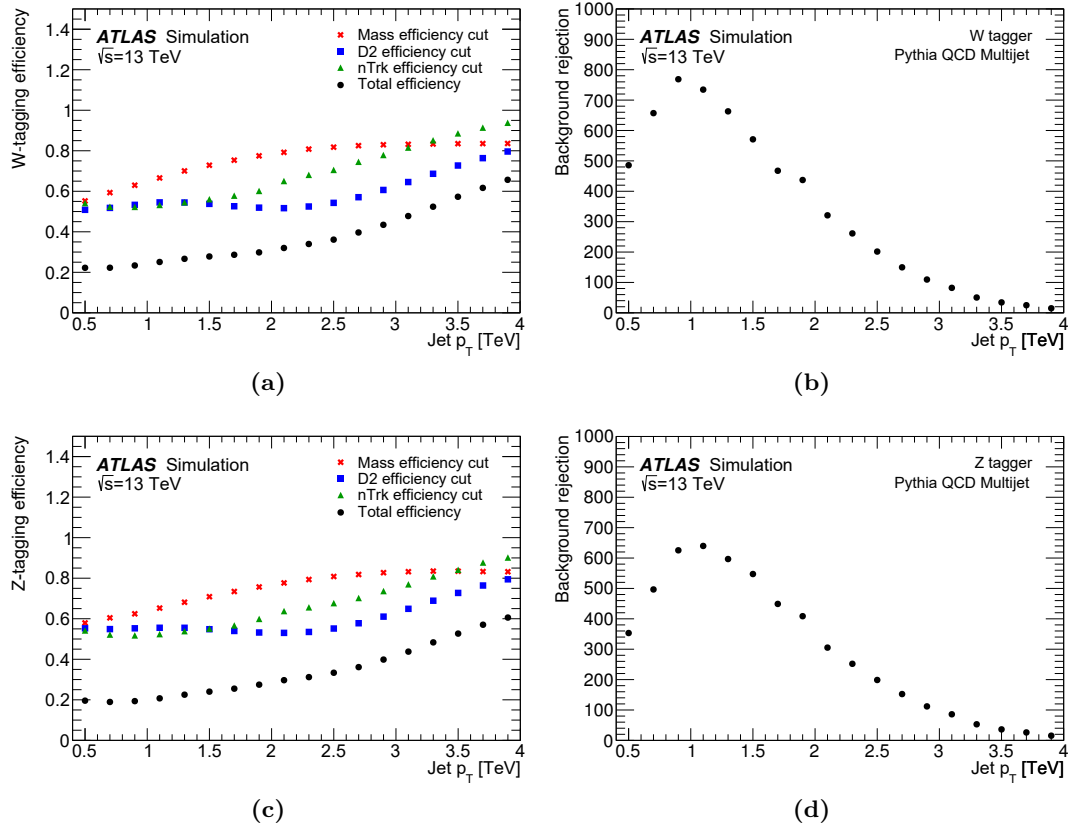 W-tagging efficiency
1.4
1.2
1
0.8
0.6
0.4
0.2
0
ATLAS Simulation
√s=13 TeV
Mass efficiency cut
D2 efficiency cut
nTrk efficiency cut
Total efficiency
0.5 1 1.5 2 2.5 3 3.5 4
Jet p_T [TeV]
(a)
Background rejection
1000
900
800
700
600
500
400
300
200
100
0
ATLAS Simulation
√s=13 TeV
W tagger
Pythia QCD Multijet
0.5 1 1.5 2 2.5 3 3.5 4
Jet p_T [TeV]
(b)
Z-tagging efficiency
1.4
1.2
1
0.8
0.6
0.4
0.2
0
ATLAS Simulation
√s=13 TeV
Mass efficiency cut
D2 efficiency cut
nTrk efficiency cut
Total efficiency
0.5 1 1.5 2 2.5 3 3.5 4
Jet p_T [TeV]
(c)
Background rejection
1000
900
800
700
600
500
400
300
200
100
0
ATLAS Simulation
√s=13 TeV
Z tagger
Pythia QCD Multijet
0.5 1 1.5 2 2.5 3 3.5 4
Jet p_T [TeV]
(d)